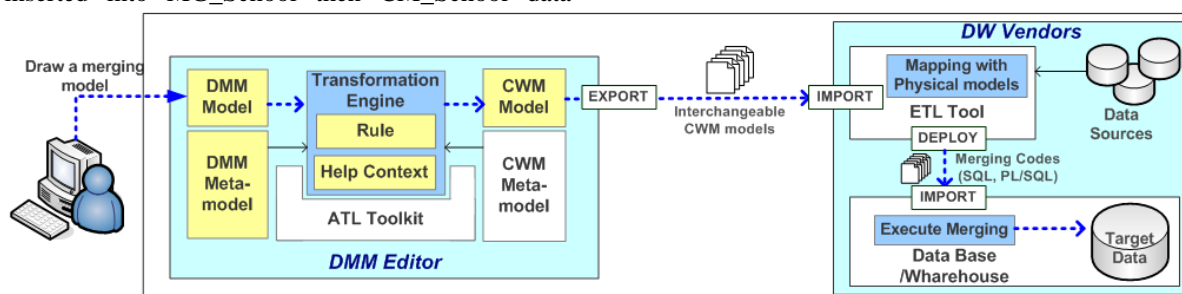 inserted into MG_School then CM_School data
Draw a merging
model
DMM
Model
Transformation
Engine
Rule
Help Context
CWM
Model
DMM
Meta-
model
CWM
Meta-
model
ATL Toolkit
DMM Editor
EXPORT
Interchangeable
CWM models
IMPORT
DW Vendors
Mapping with
Physical models
ETL Tool
Data
Sources
DEPLOY
Merging Codes
(SQL, PL/SQL)
IMPORT
Execute Merging
Data Base
/Wharehouse
Target
Data